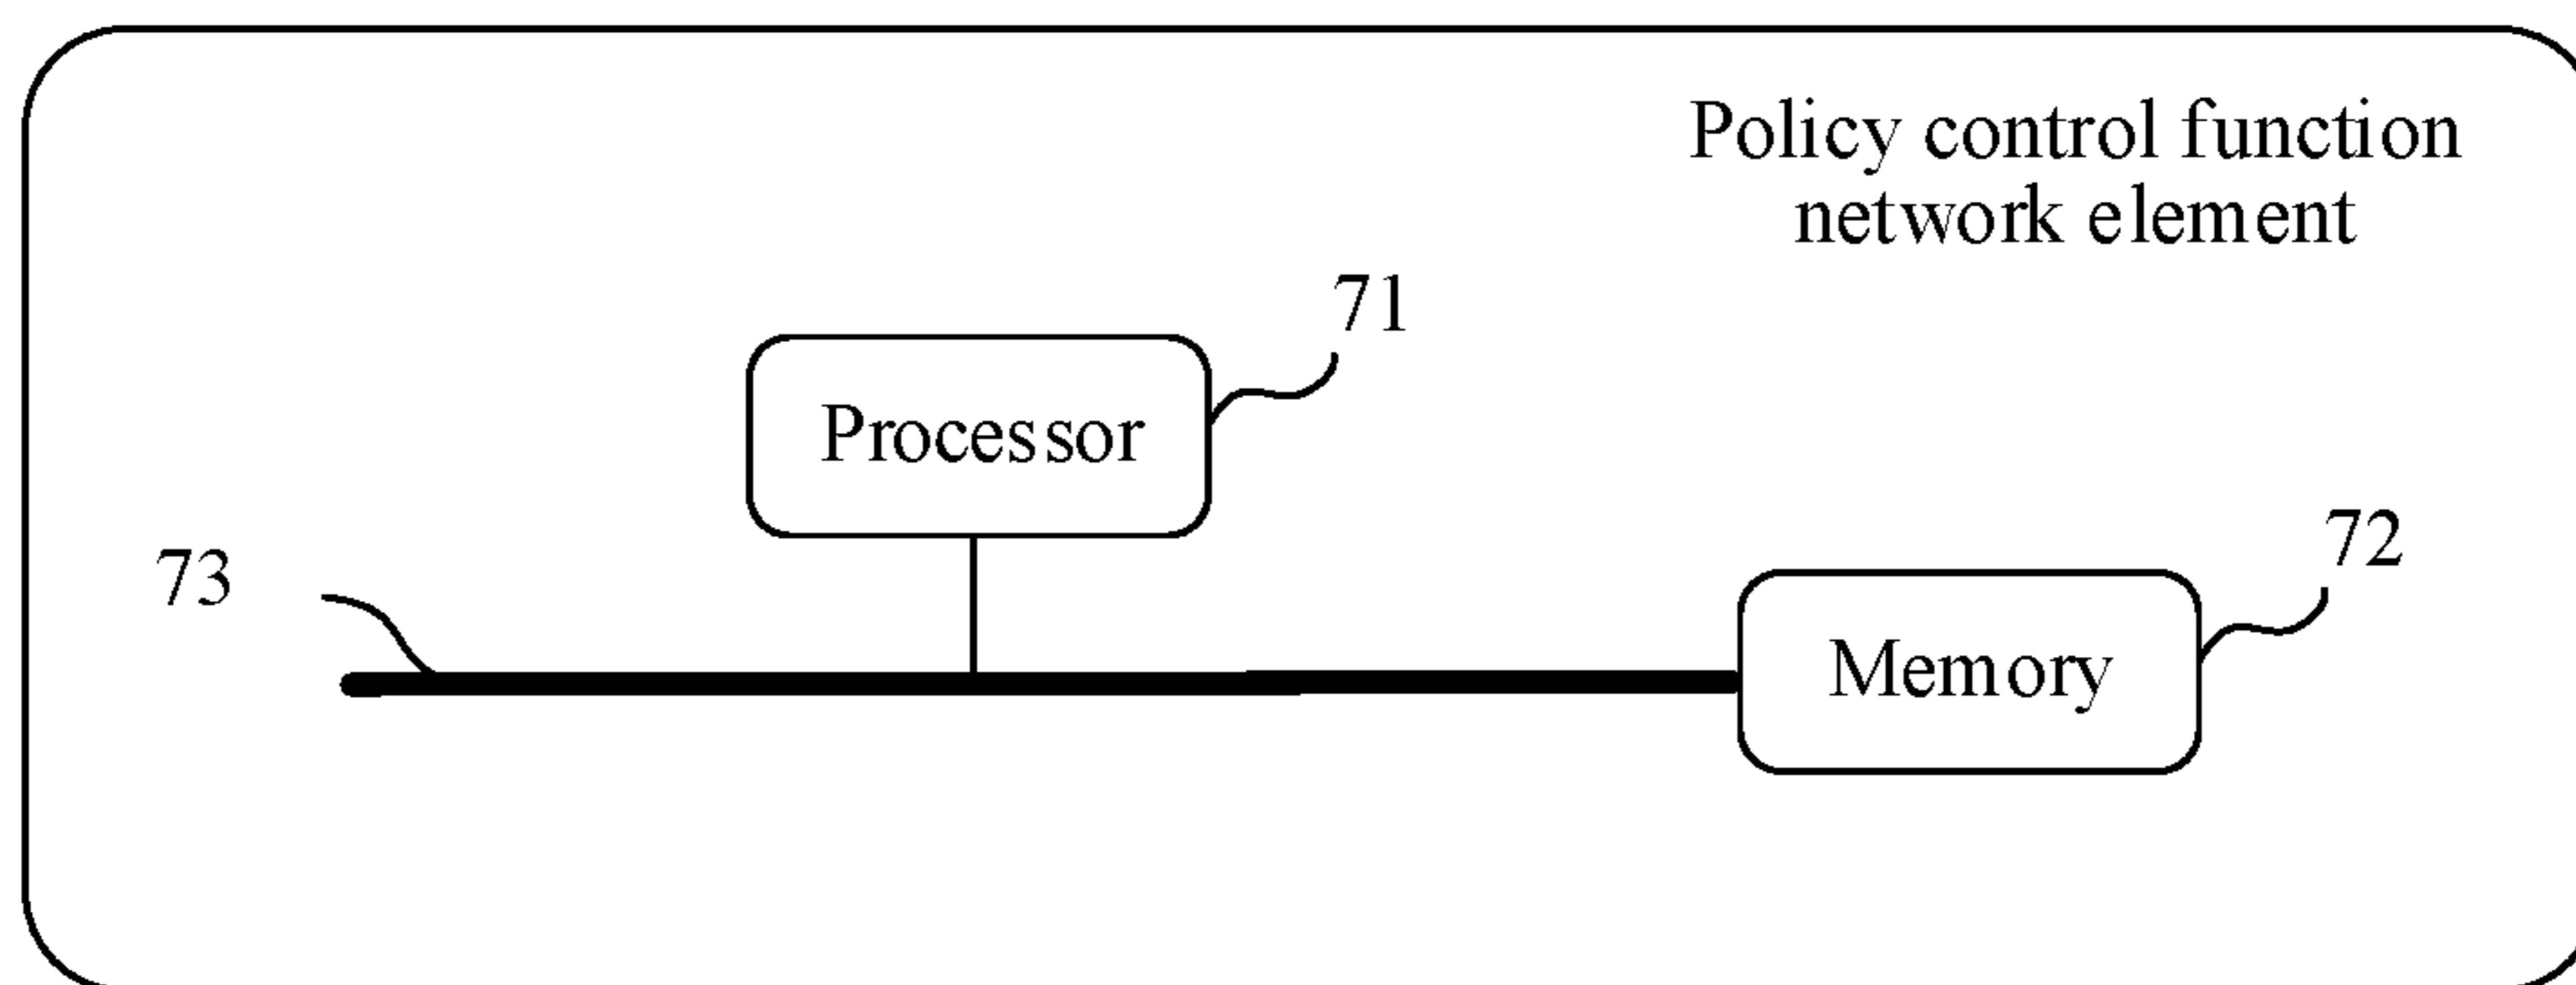 Policy control function
network element
71
Processor
73
72
Memory